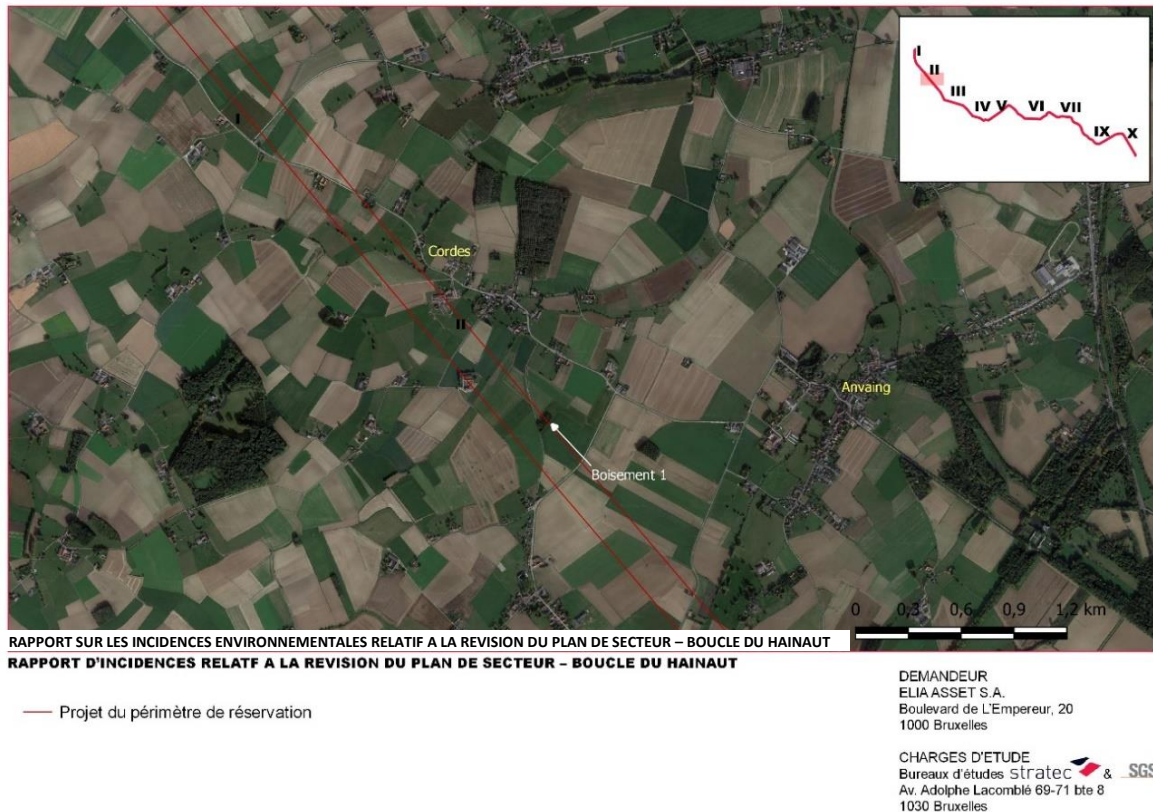 I
II
III
IV V VI VII
IX X
I
Cordes
II
Anvaing
Boisement 1
0 0,3 0,6 0,9 1,2 km
RAPPORT SUR LES INCIDENCES ENVIRONNEMENTALES RELATIF A LA REVISION DU PLAN DE SECTEUR – BOUCLE DU HAINAUT
RAPPORT D'INCIDENCES RELATF A LA REVISION DU PLAN DE SECTEUR – BOUCLE DU HAINAUT
Projet du périmètre de réservation
DEMANDEUR
ELIA ASSET S.A.
Boulevard de L'Empereur, 20
1000 Bruxelles
CHARGES D'ETUDE
Bureaux d'études stratec & SGS
Av. Adolphe Lacomblé 69-71 bte 8
1030 Bruxelles